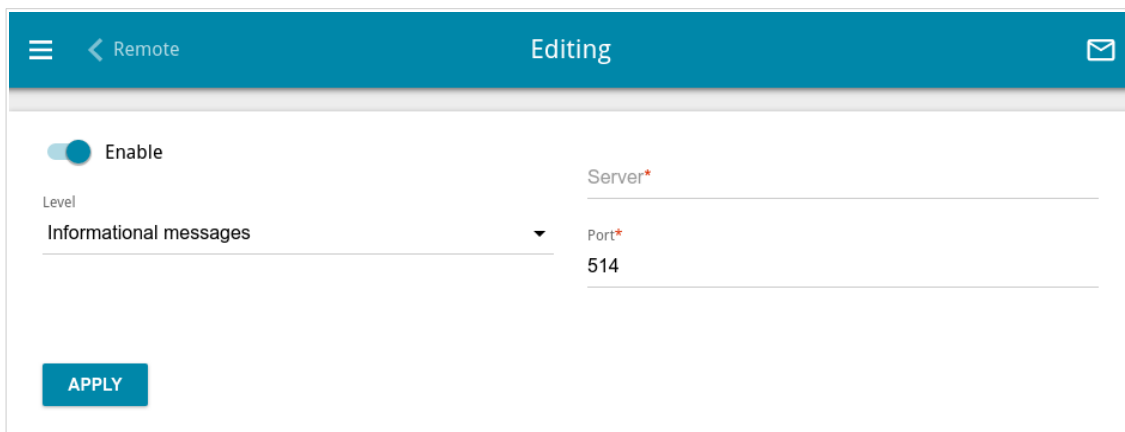 Remote
Editing
Enable
Level
Informational messages
Server*
Port*
514
APPLY